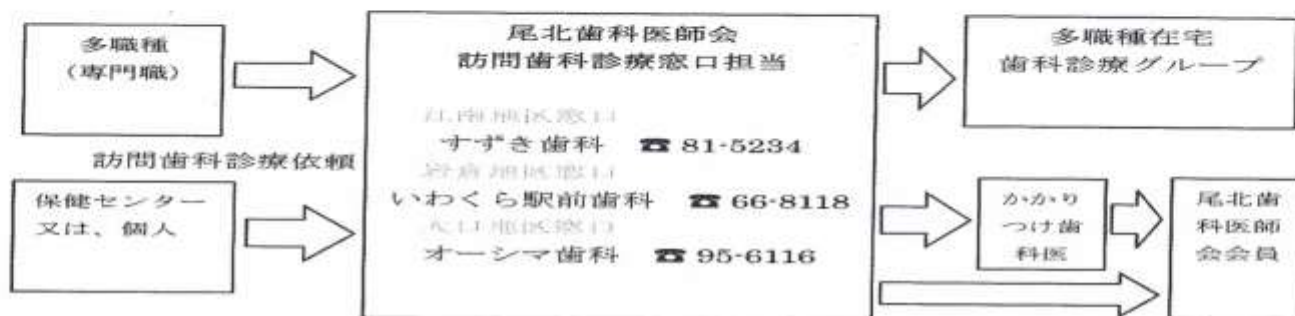 多職種
(専門職)
訪問歯科診療依頼
保健センター
又は、個人
尾北歯科医師会
訪問歯科診療窓口担当
江南地区窓口
すずき歯科 ☎ 81-5234
岩倉地区窓口
いわくら駅前歯科 ☎ 66-8118
大口地区窓口
オーシマ歯科 ☎ 95-6116
多職種在宅
歯科診療グループ
かかり
つけ歯
科医
尾北歯
科医師
会会員